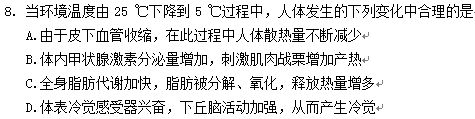 8. 当环境温度由 25 ℃下降到 5 ℃过程中，人体发生的下列变化中合理的是
A.由于皮下血管收缩，在此过程中人体散热量不断减少
B.体内甲状腺激素分泌量增加，刺激肌肉战栗增加产热
C.全身脂肪代谢加快，脂肪被分解、氧化，释放热量增多
D.体表冷觉感受器兴奋，下丘脑活动加强，从而产生冷觉